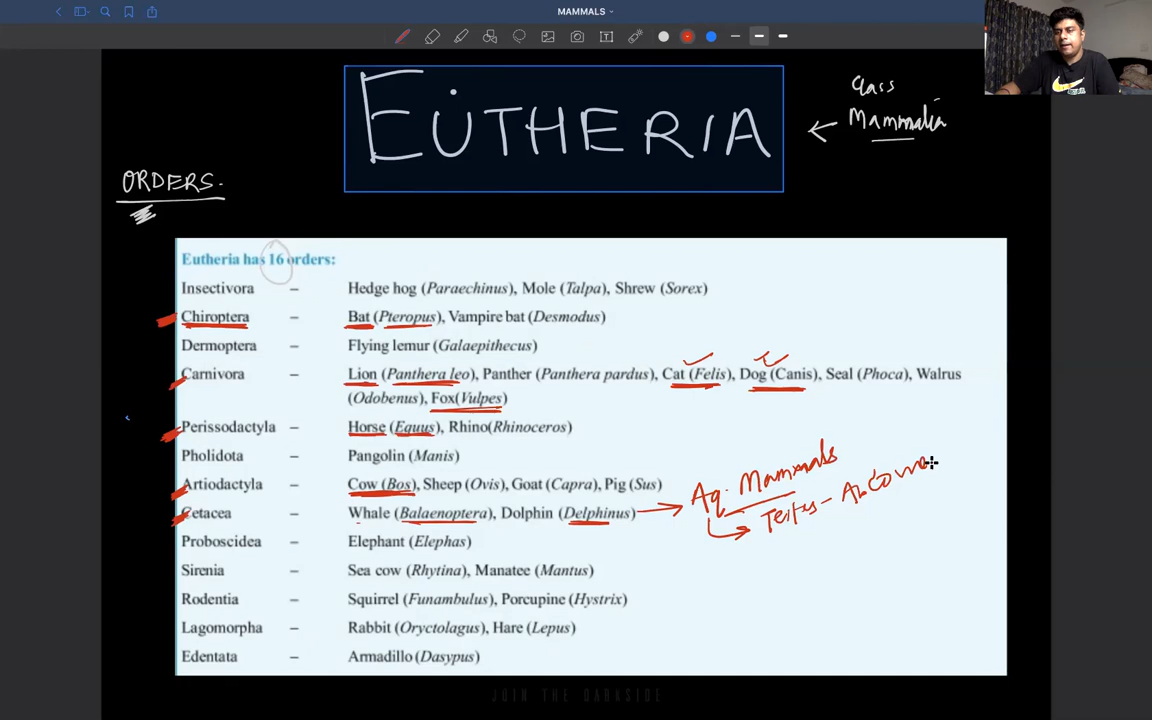 MAMMALS
EUTHERIA
Class
Mammalia
ORDERS.
Eutheria has 16 orders:
Insectivora – Hedge hog (Paraechinus), Mole (Talpa), Shrew (Sorex)
Chiroptera – Bat (Pteropus), Vampire bat (Desmodus)
Dermoptera – Flying lemur (Galaepithecus)
Carnivora – Lion (Panthera leo), Panther (Panthera pardus), Cat (Felis), Dog (Canis), Seal (Phoca), Walrus
(Odobenus), Fox(Vulpes)
Perissodactyla – Horse (Equus), Rhino(Rhinoceros)
Pholidota – Pangolin (Manis)
Artiodactyla – Cow (Bos), Sheep (Ovis), Goat (Capra), Pig (Sus)
Cetacea – Whale (Balaenoptera), Dolphin (Delphinus)
Aq. Mammals
Testes -
Proboscidea – Elephant (Elephas)
Sirenia – Sea cow (Rhytina), Manatee (Mantus)
Rodentia – Squirrel (Funambulus), Porcupine (Hystrix)
Lagomorpha – Rabbit (Oryctolagus), Hare (Lepus)
Edentata – Armadillo (Dasypus)
JOIN THE DARKSIDE